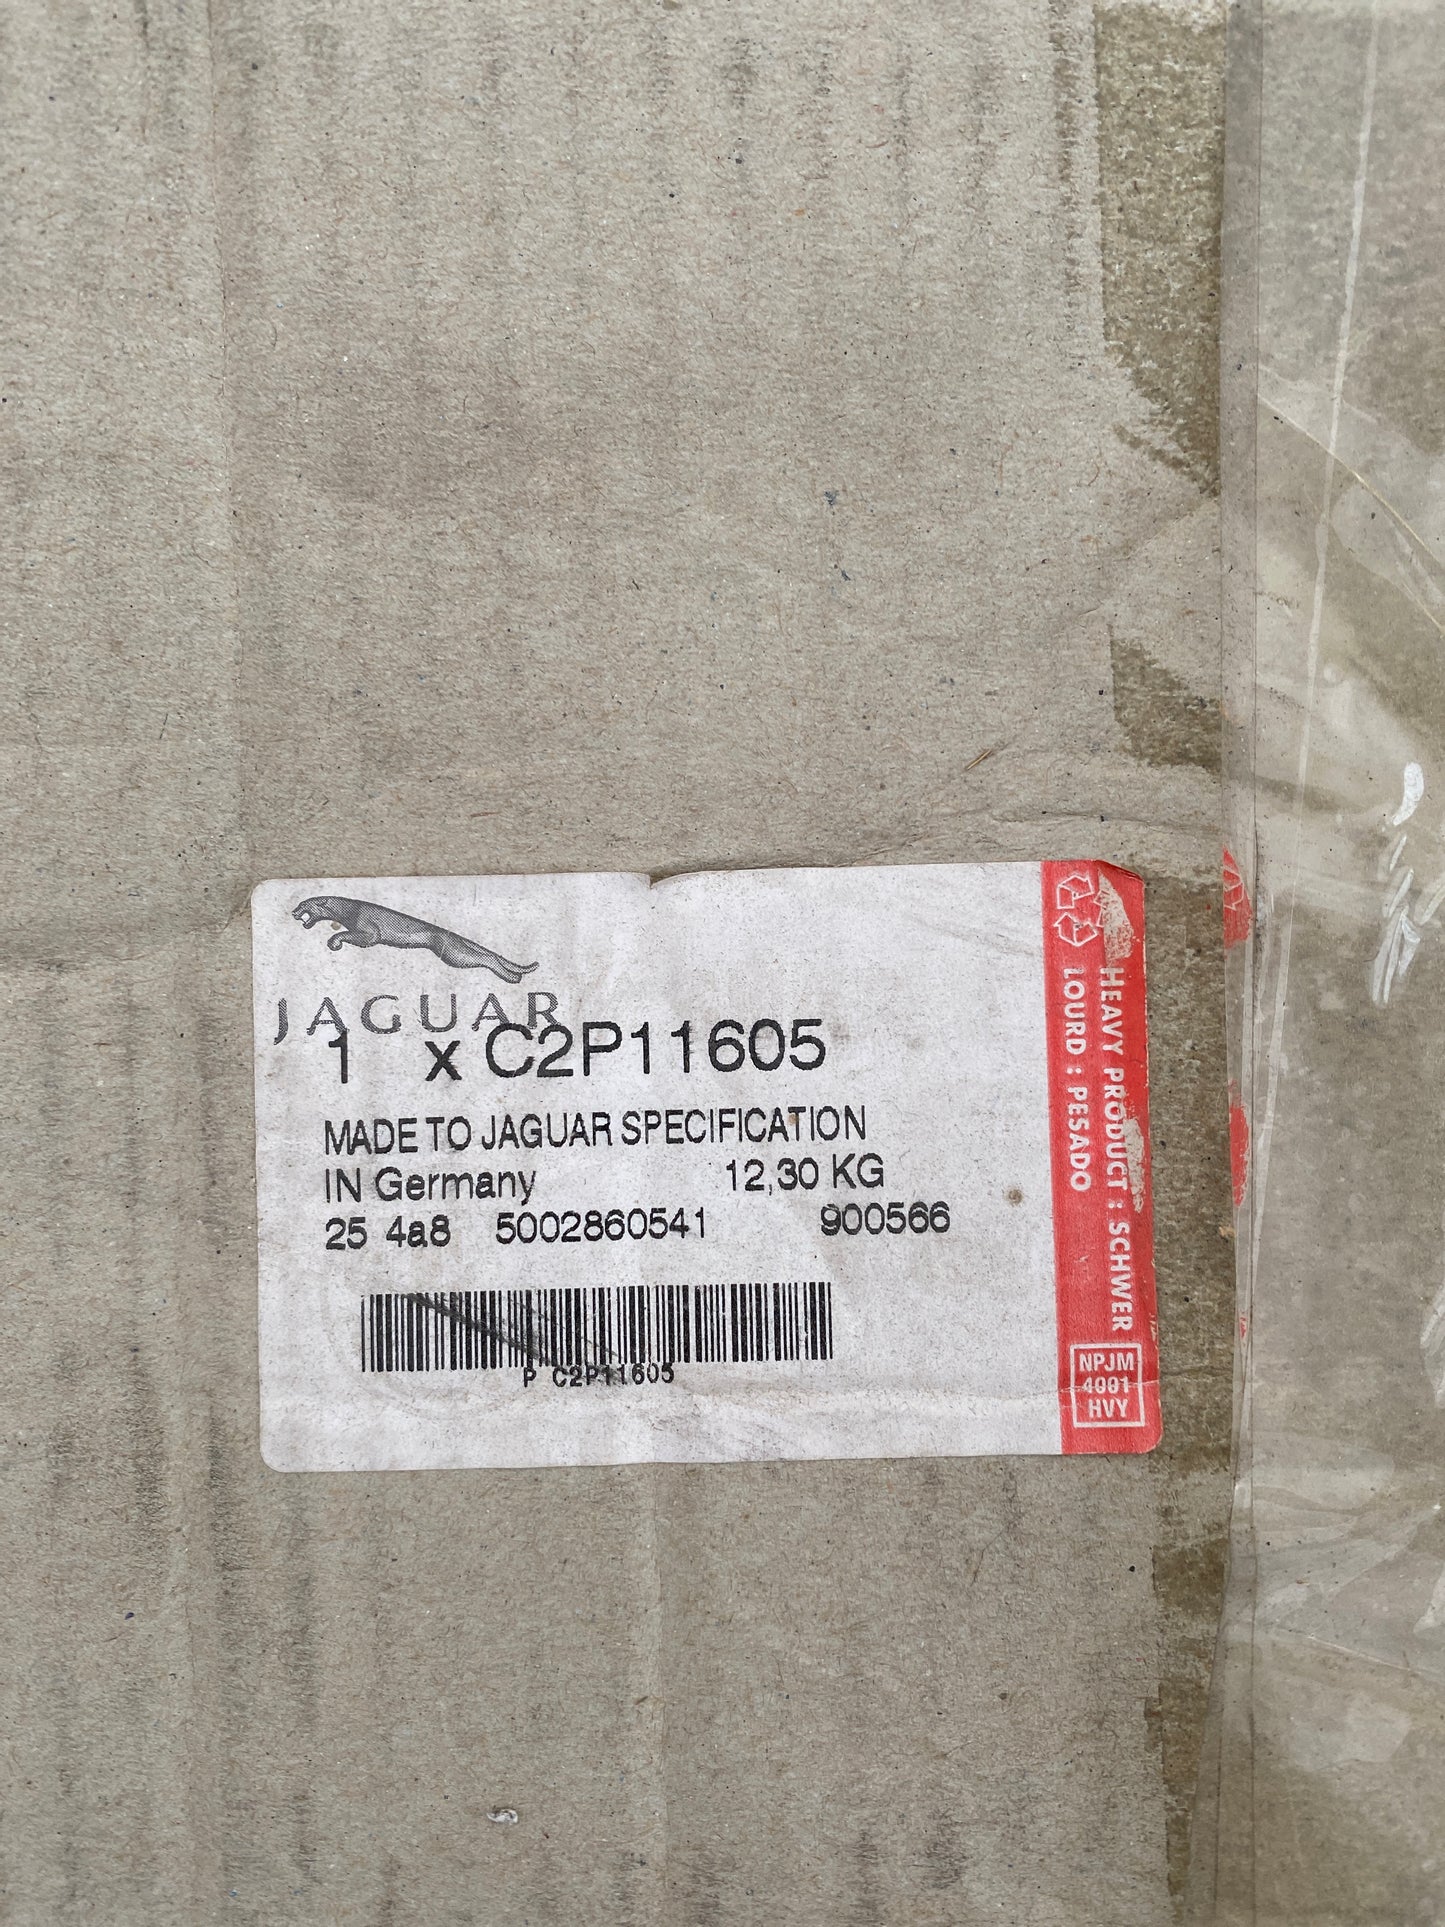 JAGUAR
1 x C2P11605
MADE TO JAGUAR SPECIFICATION
IN Germany 12,30 KG
25 4a8 5002860541 900566
P C2P11605
HEAVY PRODUCT : SCHWER
LOURD : PESADO
NPJM
4001
HVY